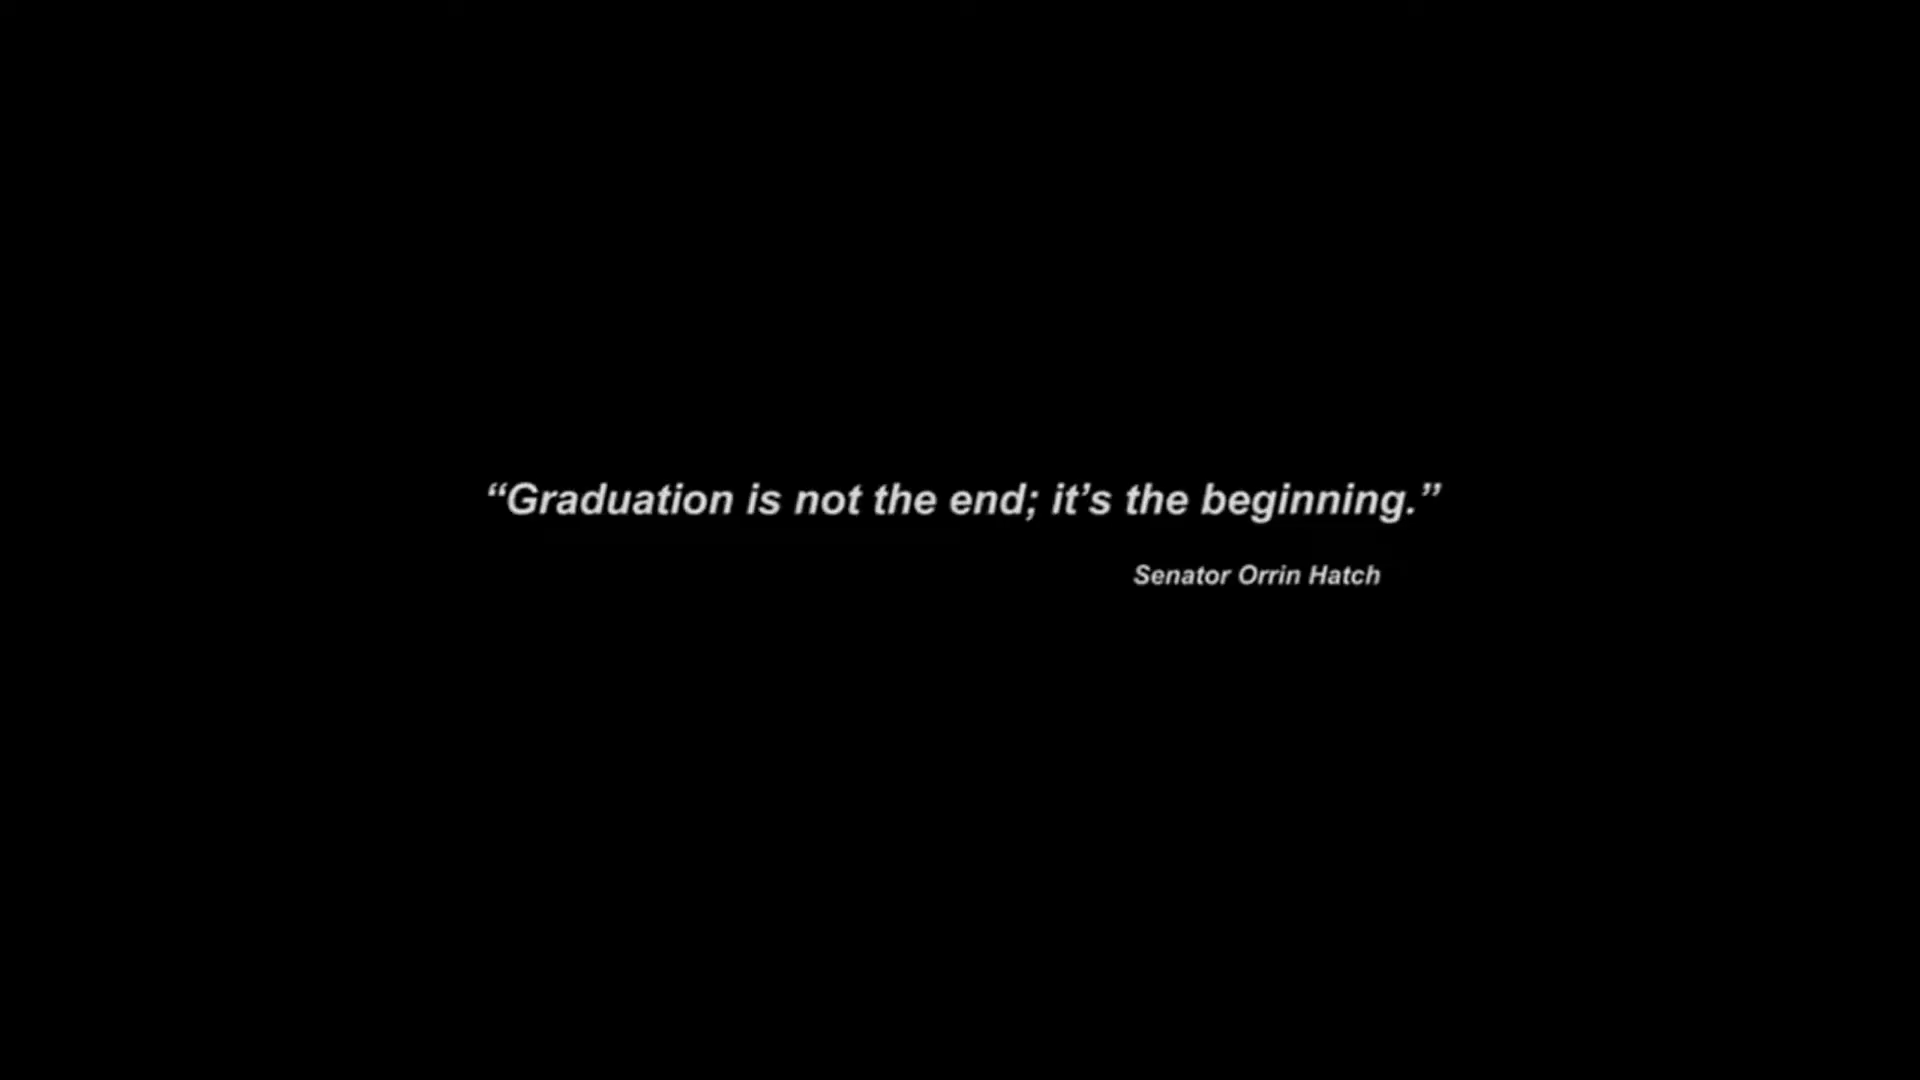 “Graduation is not the end; it’s the beginning.”
Senator Orrin Hatch